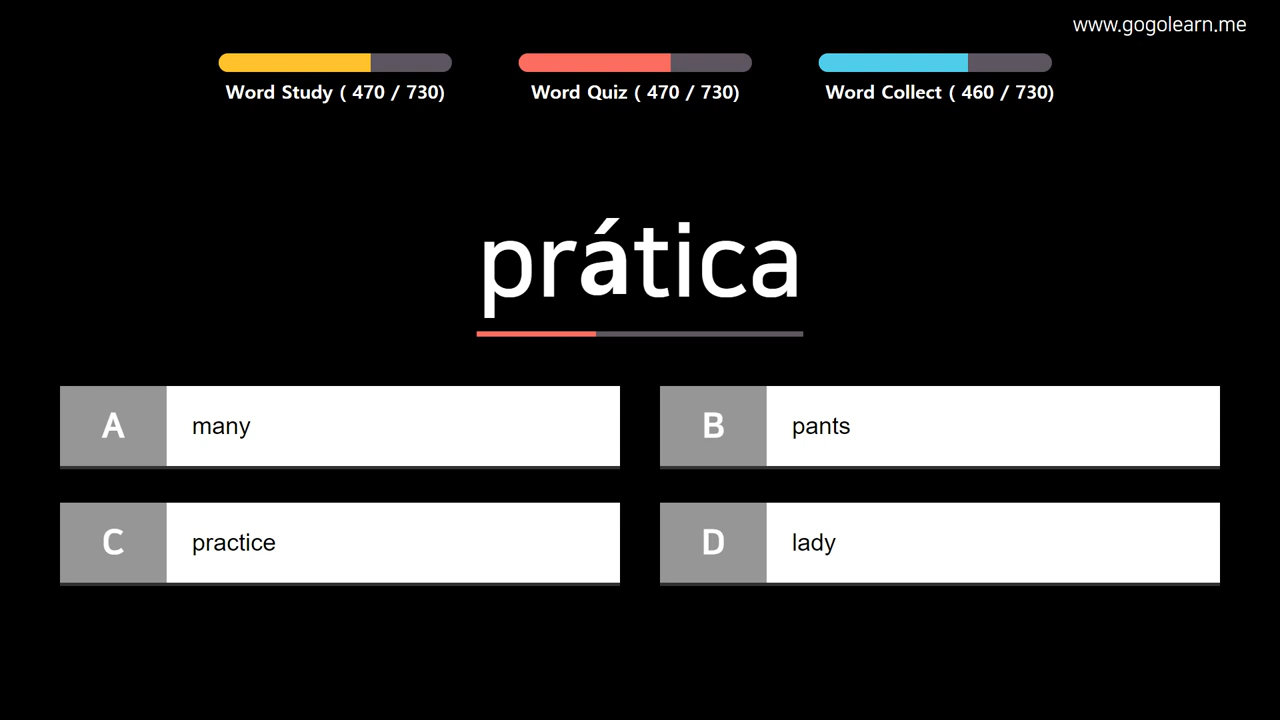 www.gogolearn.me
Word Study ( 470 / 730)
Word Quiz ( 470 / 730)
Word Collect ( 460 / 730)
prática
A many
B pants
C practice
D lady